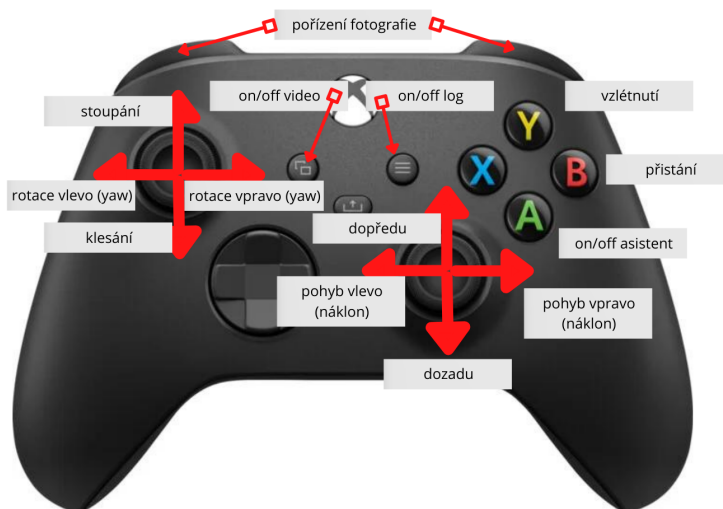 pořízení fotografie
on/off video
on/off log
vzlétnutí
stoupání
Y
X
B
přistání
rotace vlevo (yaw)
rotace vpravo (yaw)
A
dopředu
klesání
on/off asistent
pohyb vlevo
(náklon)
pohyb vpravo
(náklon)
dozadu